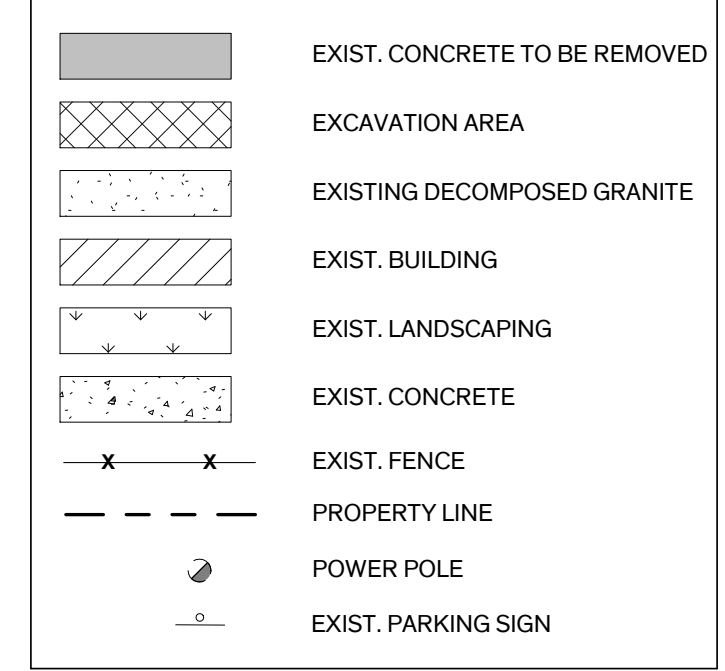 EXIST. CONCRETE TO BE REMOVED
EXCAVATION AREA
EXISTING DECOMPOSED GRANITE
EXIST. BUILDING
EXIST. LANDSCAPING
EXIST. CONCRETE
X X EXIST. FENCE
PROPERTY LINE
POWER POLE
EXIST. PARKING SIGN